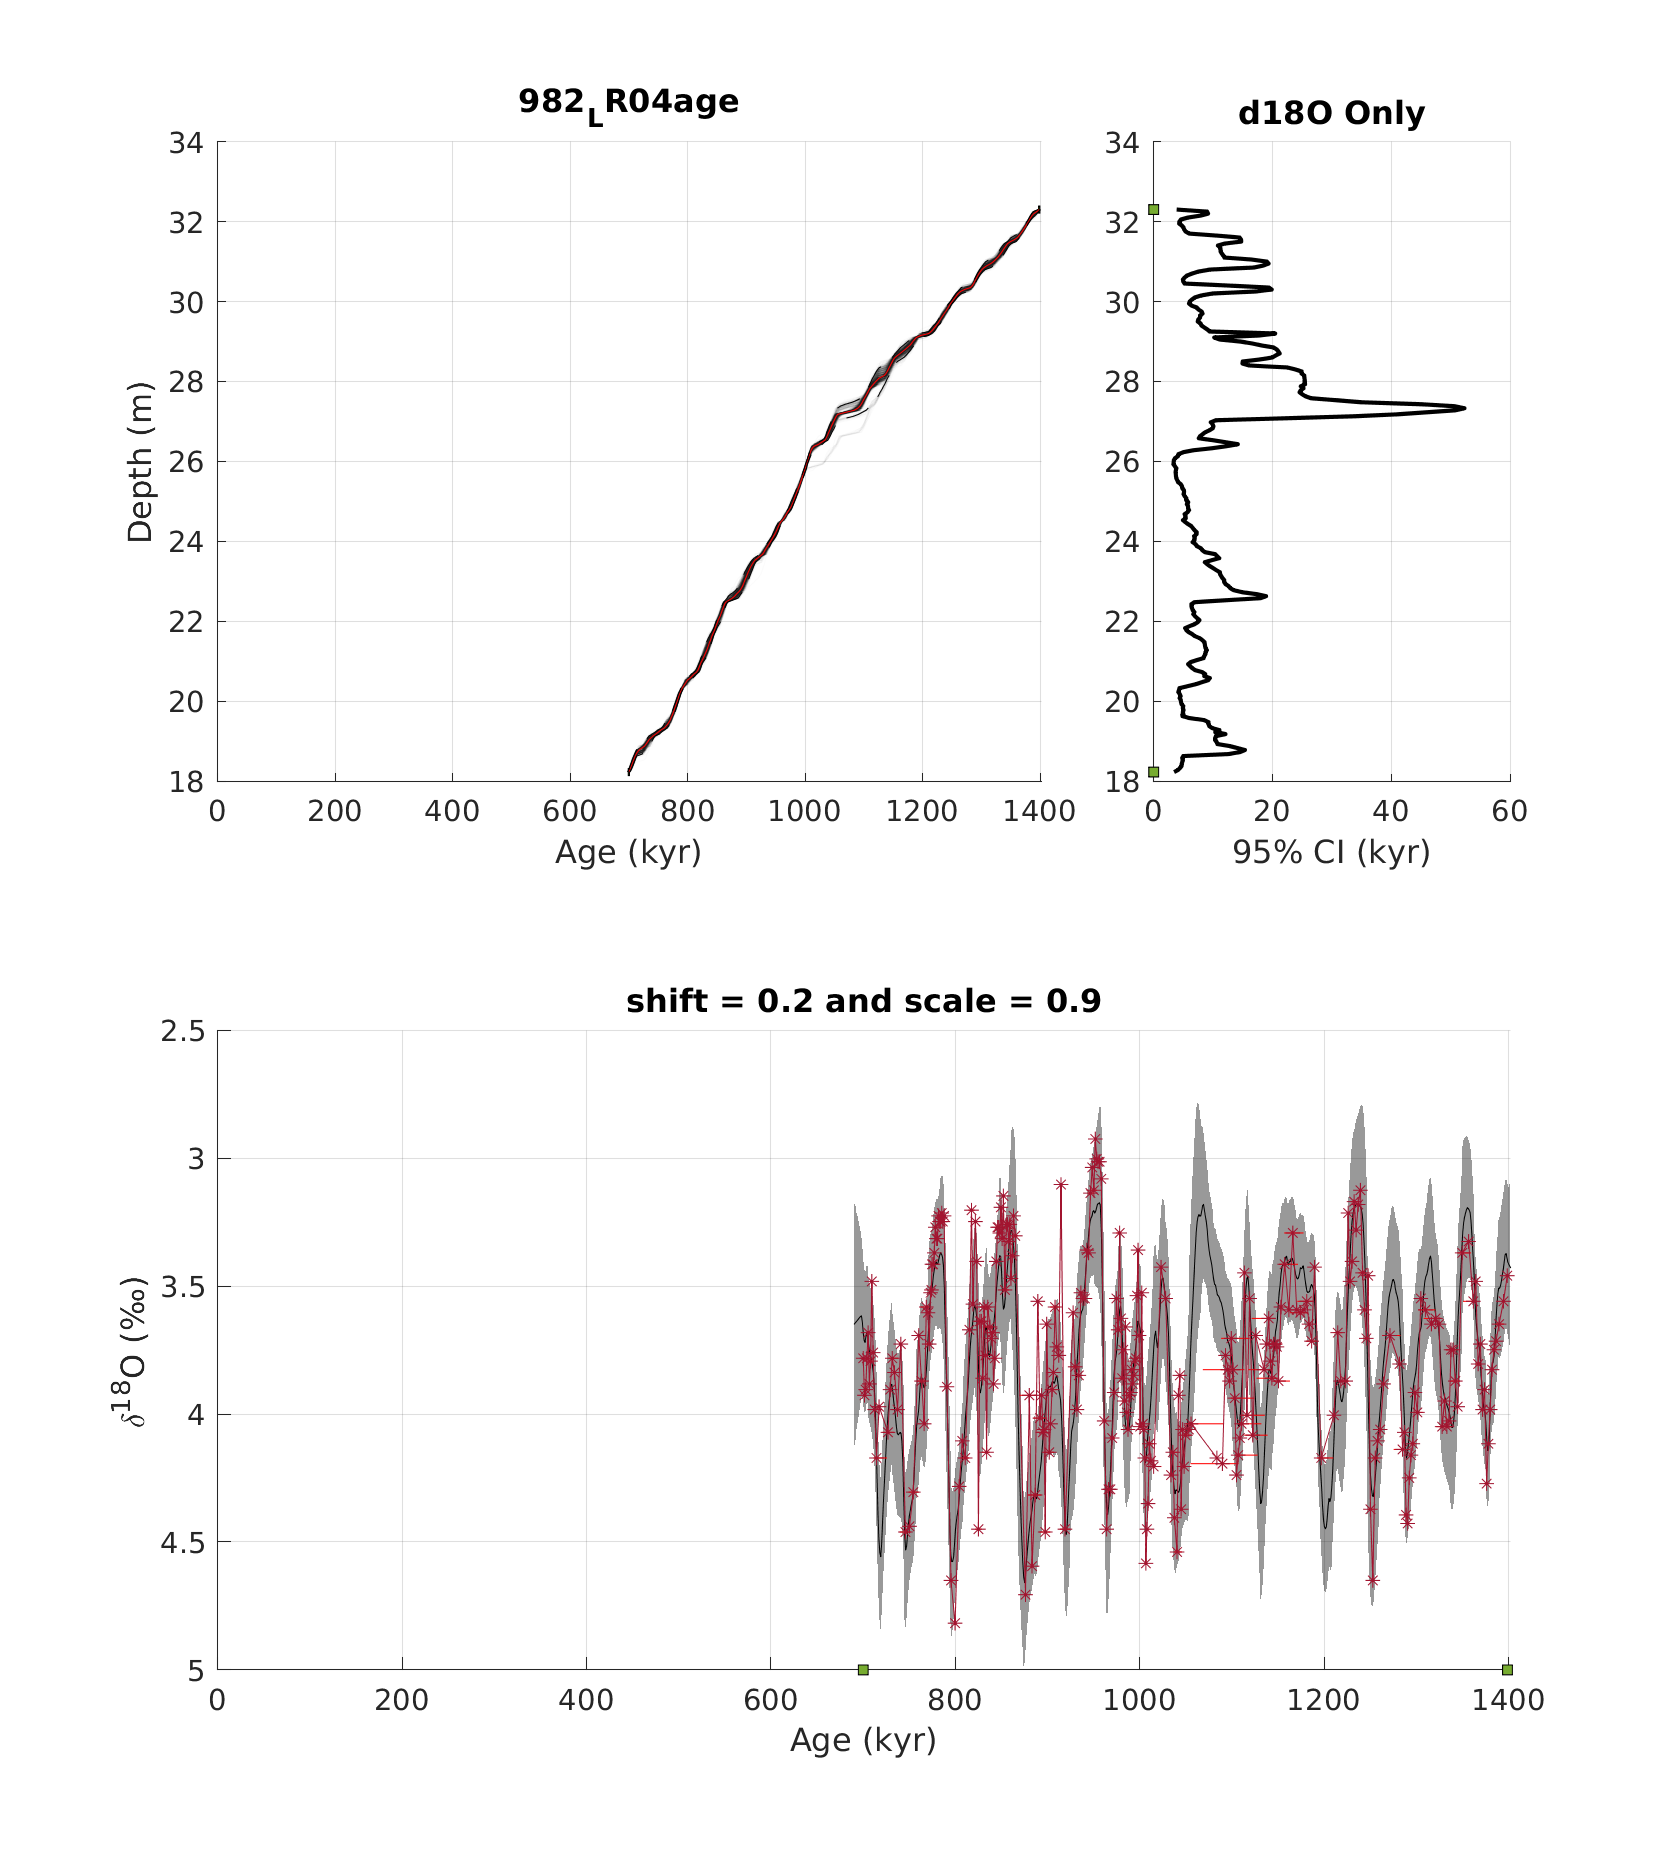 982LR04age
d18O Only
34
32
30
28
26
24
22
20
18
Depth (m)
0 200 400 600 800 1000 1200 1400
Age (kyr)
34
32
30
28
26
24
22
20
18
0 20 40 60
95% CI (kyr)
shift = 0.2 and scale = 0.9
2.5
3
3.5
4
4.5
5
δ18O (‰)
0 200 400 600 800 1000 1200 1400
Age (kyr)